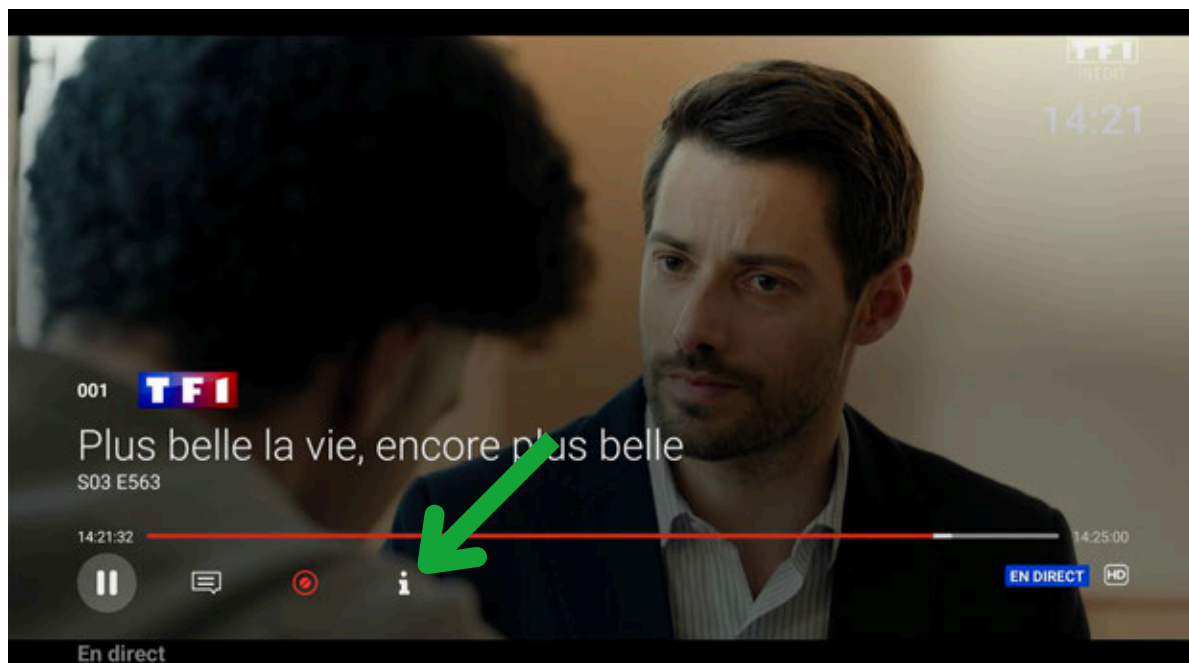 TF1
INEDIT
14:21
001 TF1
Plus belle la vie, encore plus belle
S03 E563
14:21:32
14:25:00
i
EN DIRECT HD
En direct